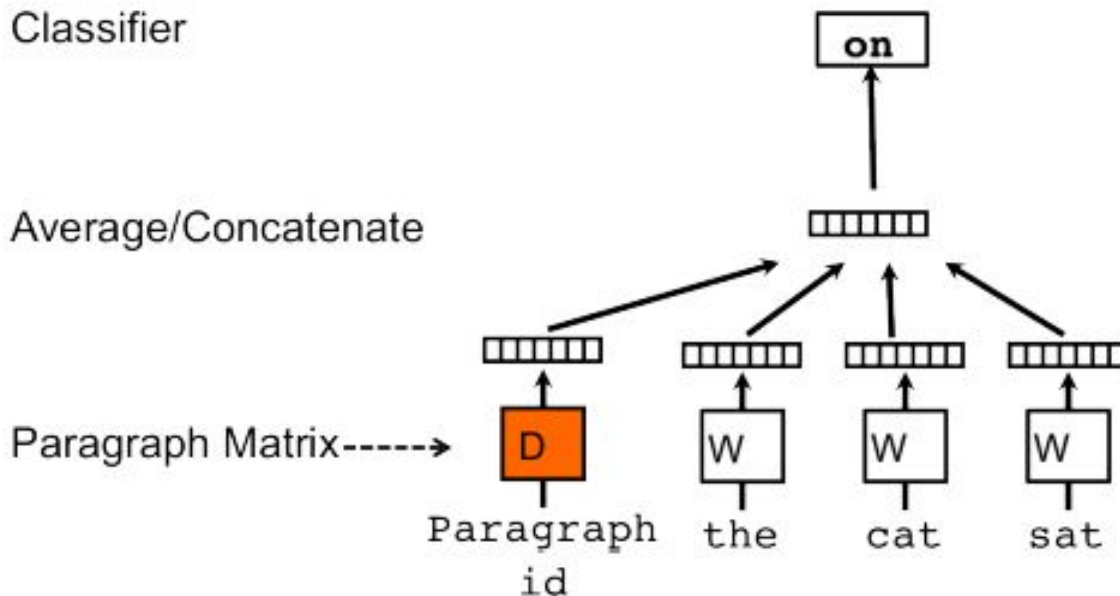 Classifier
on
Average/Concatenate
Paragraph Matrix
D
W
W
W
Paragraph
id
the
cat
sat